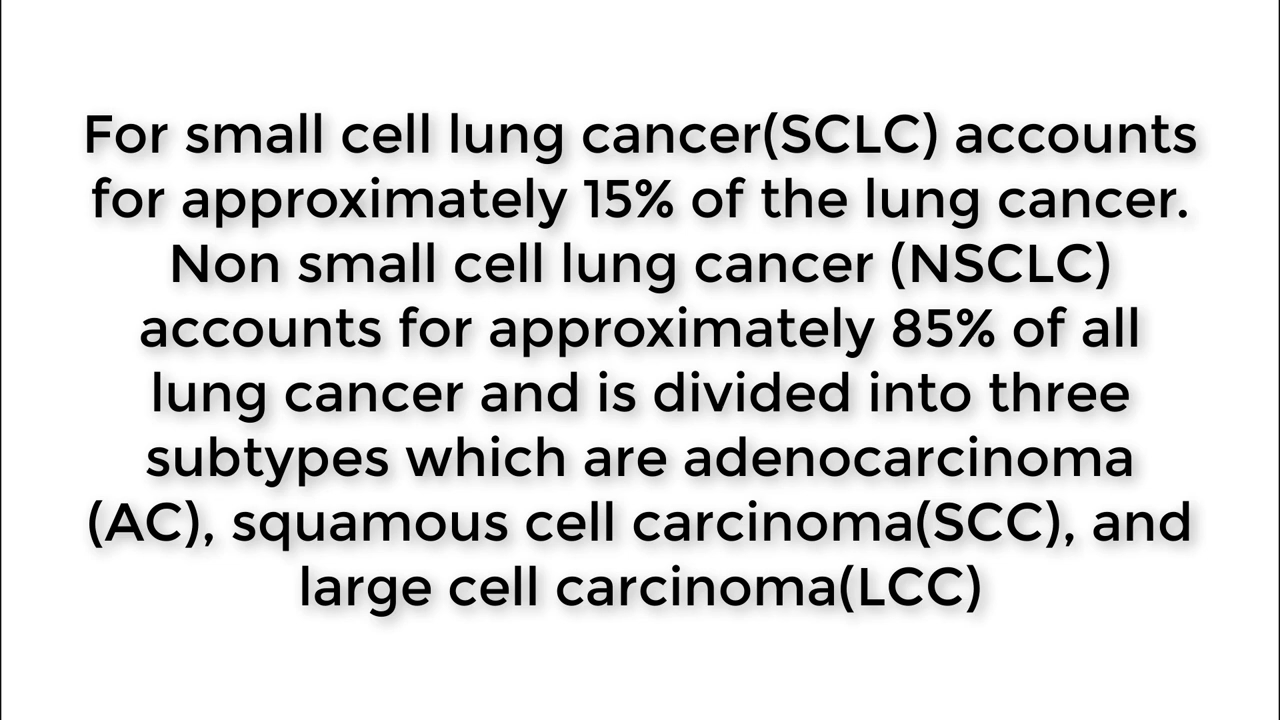 For small cell lung cancer(SCLC) accounts
for approximately 15% of the lung cancer.
Non small cell lung cancer (NSCLC)
accounts for approximately 85% of all
lung cancer and is divided into three
subtypes which are adenocarcinoma
(AC), squamous cell carcinoma(SCC), and
large cell carcinoma(LCC)